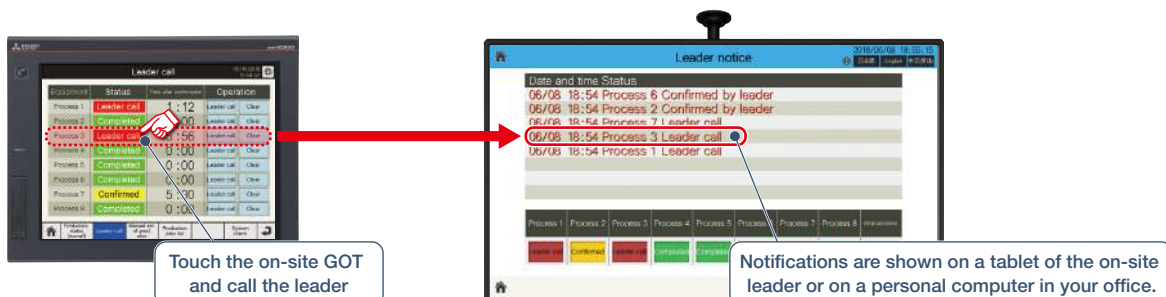 Leader call
Equipment Status Operation
Process 1 Leader call 1:12 Leader call Clear
Process 2 Completed Leader call Clear
Process 3 Leader call :56 Leader call Clear
Process 4 Completed 0:00 Leader call Clear
Process 5 Completed 0:00 Leader call Clear
Process 6 Completed 0:00 Leader call Clear
Process 7 Confirmed 5:30 Leader call Clear
Process 8 Completed 0:00 Leader call Clear
Leader call
Touch the on-site GOT
and call the leader
Leader notice
2018/06/08 18:55:15
日本語 English
Date and time Status
06/08 18:54 Process 6 Confirmed by leader
06/08 18:54 Process 2 Confirmed by leader
06/08 18:54 Process 7 Leader call
06/08 18:54 Process 3 Leader call
06/08 18:54 Process 1 Leader call
Process 1 Process 2 Process 3 Process 4 Process 5 Process Process 7 Process 8
Leader call Confirmed Leader call Completed Complete
Notifications are shown on a tablet of the on-site
leader or on a personal computer in your office.